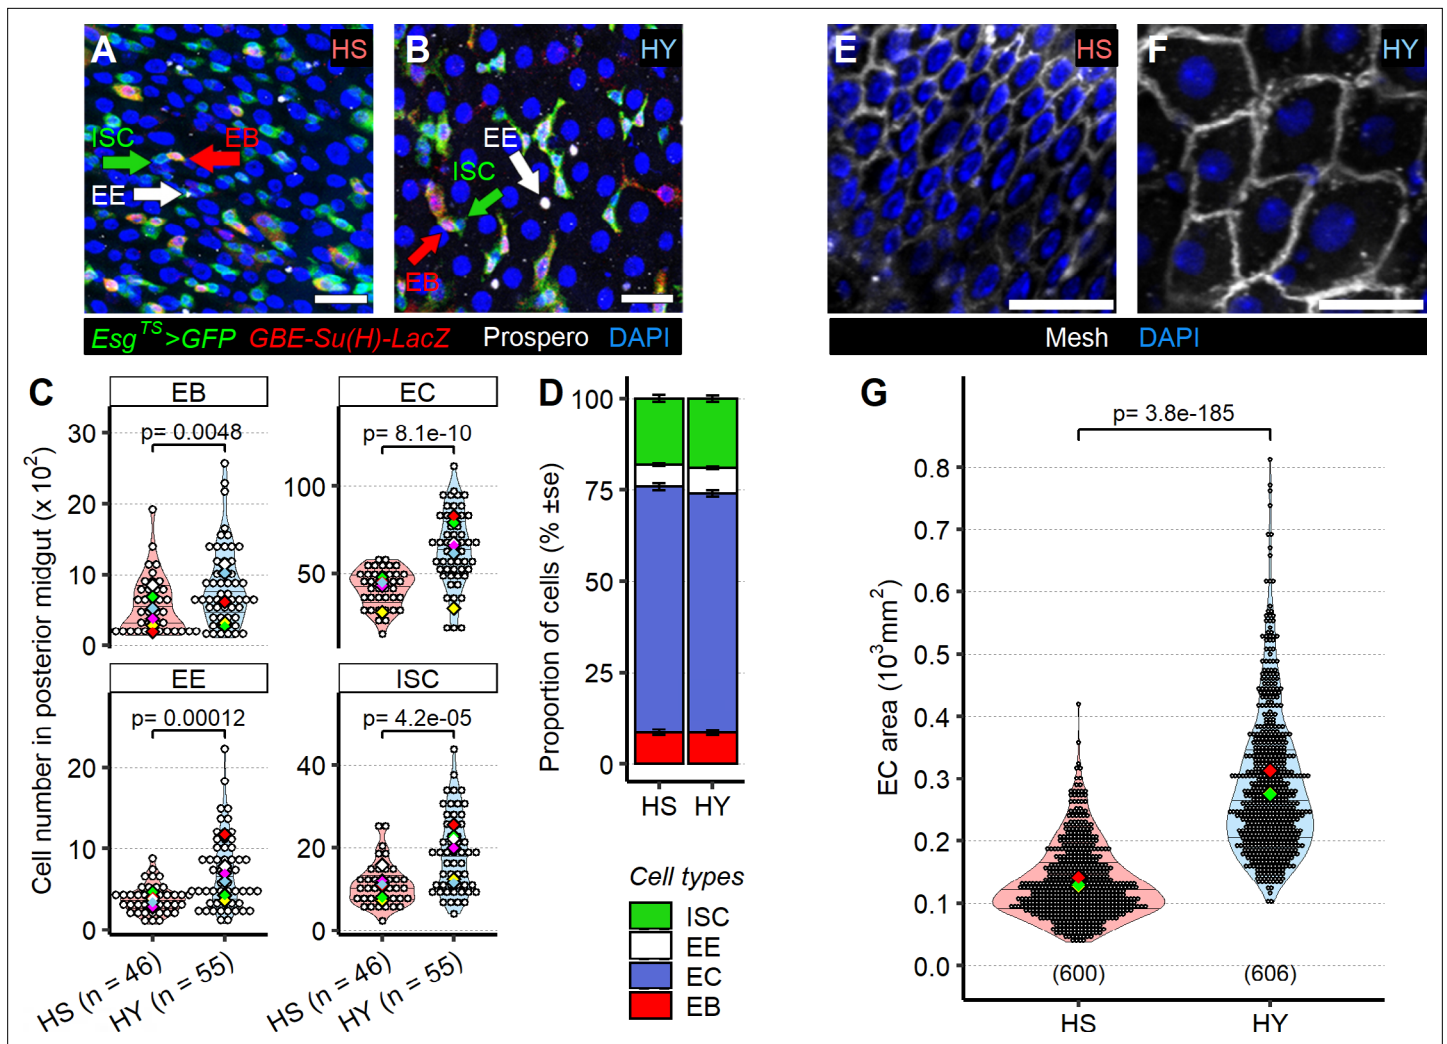 A HS
ISC EB
EE
B HY
EE
ISC
EB
Esg^TS>GFP GBE-Su(H)-LacZ Prospero DAPI
E HS
F HY
Mesh DAPI
C
Cell number in posterior midgut (x 10²)
EB
p= 0.0048
30
20
10
0
EC
p= 8.1e-10
100
50
EE
p= 0.00012
20
10
0
HS (n = 46)
HY (n = 55)
ISC
p= 4.2e-05
40
20
0
HS (n = 46)
HY (n = 55)
D
Proportion of cells (% ±se)
100
75
50
25
0
HS HY
Cell types
ISC
EE
EC
EB
G
EC area (10³mm²)
p= 3.8e-185
0.8
0.7
0.6
0.5
0.4
0.3
0.2
0.1
0.0
(600) (606)
HS HY